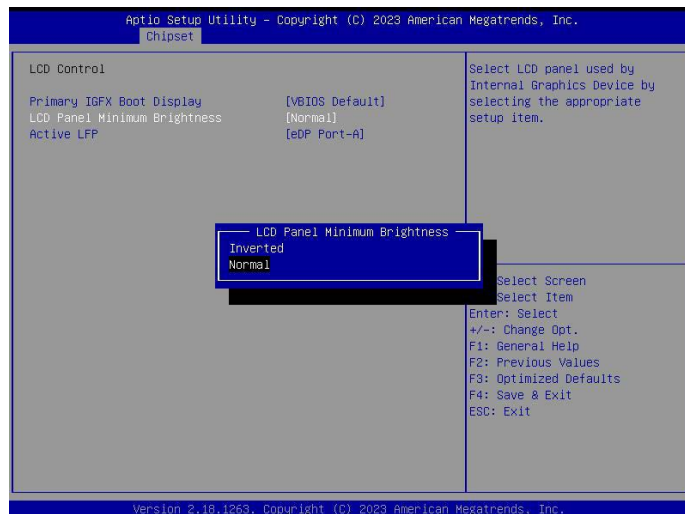 Aptio Setup Utility – Copyright (C) 2023 American Megatrends, Inc.
Chipset
LCD Control
Primary IGFX Boot Display [VBIOS Default]
LCD Panel Minimum Brightness [Normal]
Active LFP [eDP Port-A]
Select LCD panel used by
Internal Graphics Device by
selecting the appropriate
setup item.
LCD Panel Minimum Brightness
Inverted
Normal
Select Screen
Select Item
Enter: Select
+/-: Change Opt.
F1: General Help
F2: Previous Values
F3: Optimized Defaults
F4: Save & Exit
ESC: Exit
Version 2.18.1263. Copyright (C) 2023 American Megatrends, Inc.